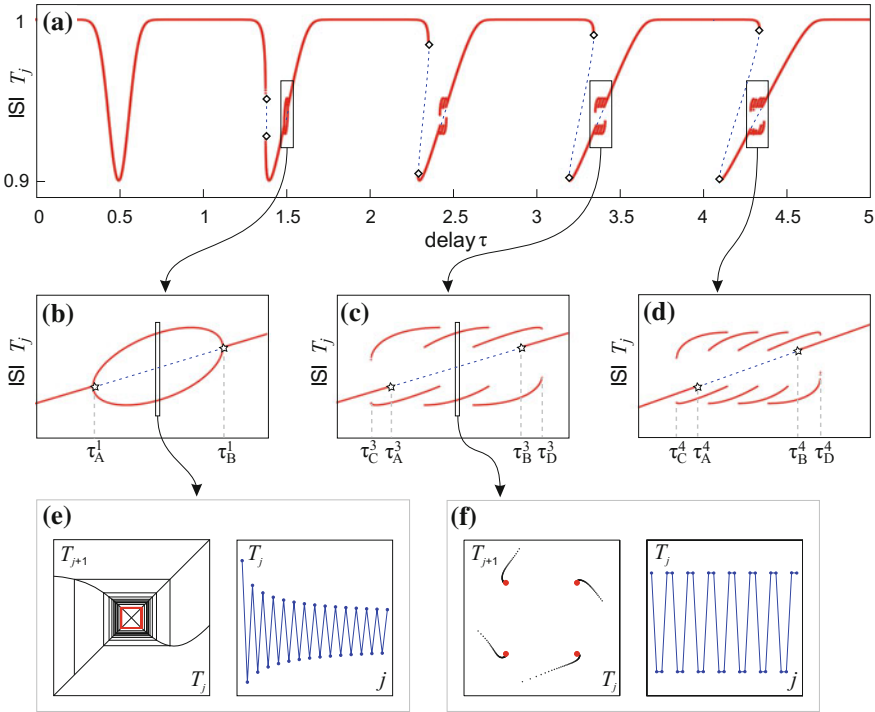 (a)
1
ISI T_j
0.9
0 0.5 1 1.5 2 2.5 3 3.5 4 4.5 5
delay τ
(b) (c) (d)
ISI T_j ISI T_j ISI T_j
τ_A^1 τ_B^1 τ_C^3 τ_A^3 τ_B^3 τ_D^3 τ_C^4 τ_A^4 τ_B^4 τ_D^4
(e) (f)
T_{j+1} T_j T_{j+1} T_j
T_j j T_j j